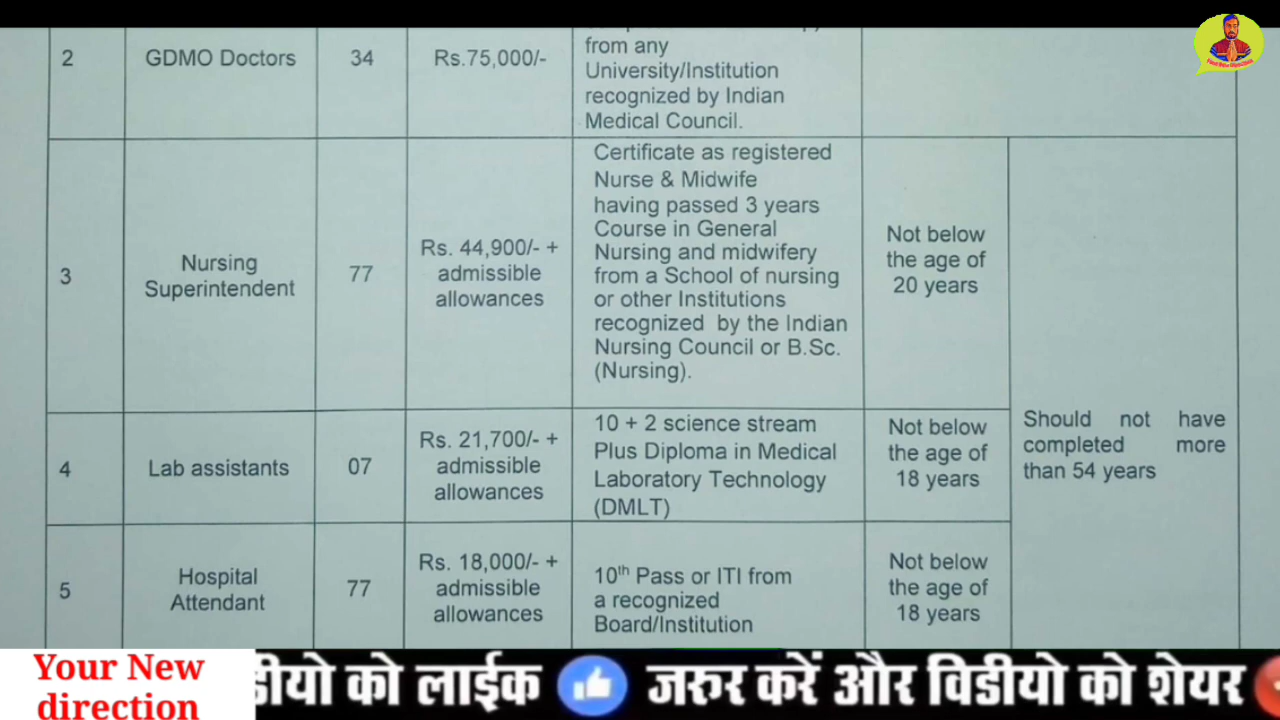 from any
2 GDMO Doctors 34 Rs.75,000/-
University/Institution
recognized by Indian
Medical Council.
3
Nursing
Superintendent
77
Rs. 44,900/- +
admissible
allowances
Certificate as registered
Nurse & Midwife
having passed 3 years
Course in General
Nursing and midwifery
from a School of nursing
or other Institutions
recognized by the Indian
Nursing Council or B.Sc.
(Nursing).
Not below
the age of
20 years
4
Lab assistants
07
Rs. 21,700/- +
admissible
allowances
10 + 2 science stream
Plus Diploma in Medical
Laboratory Technology
(DMLT)
Not below
the age of
18 years
Should not have
completed more
than 54 years
5
Hospital
Attendant
77
Rs. 18,000/- +
admissible
allowances
10th Pass or ITI from
a recognized
Board/Institution
Not below
the age of
18 years
Your New
direction
को लाईक जरुर करें और विडीयो को शेयर